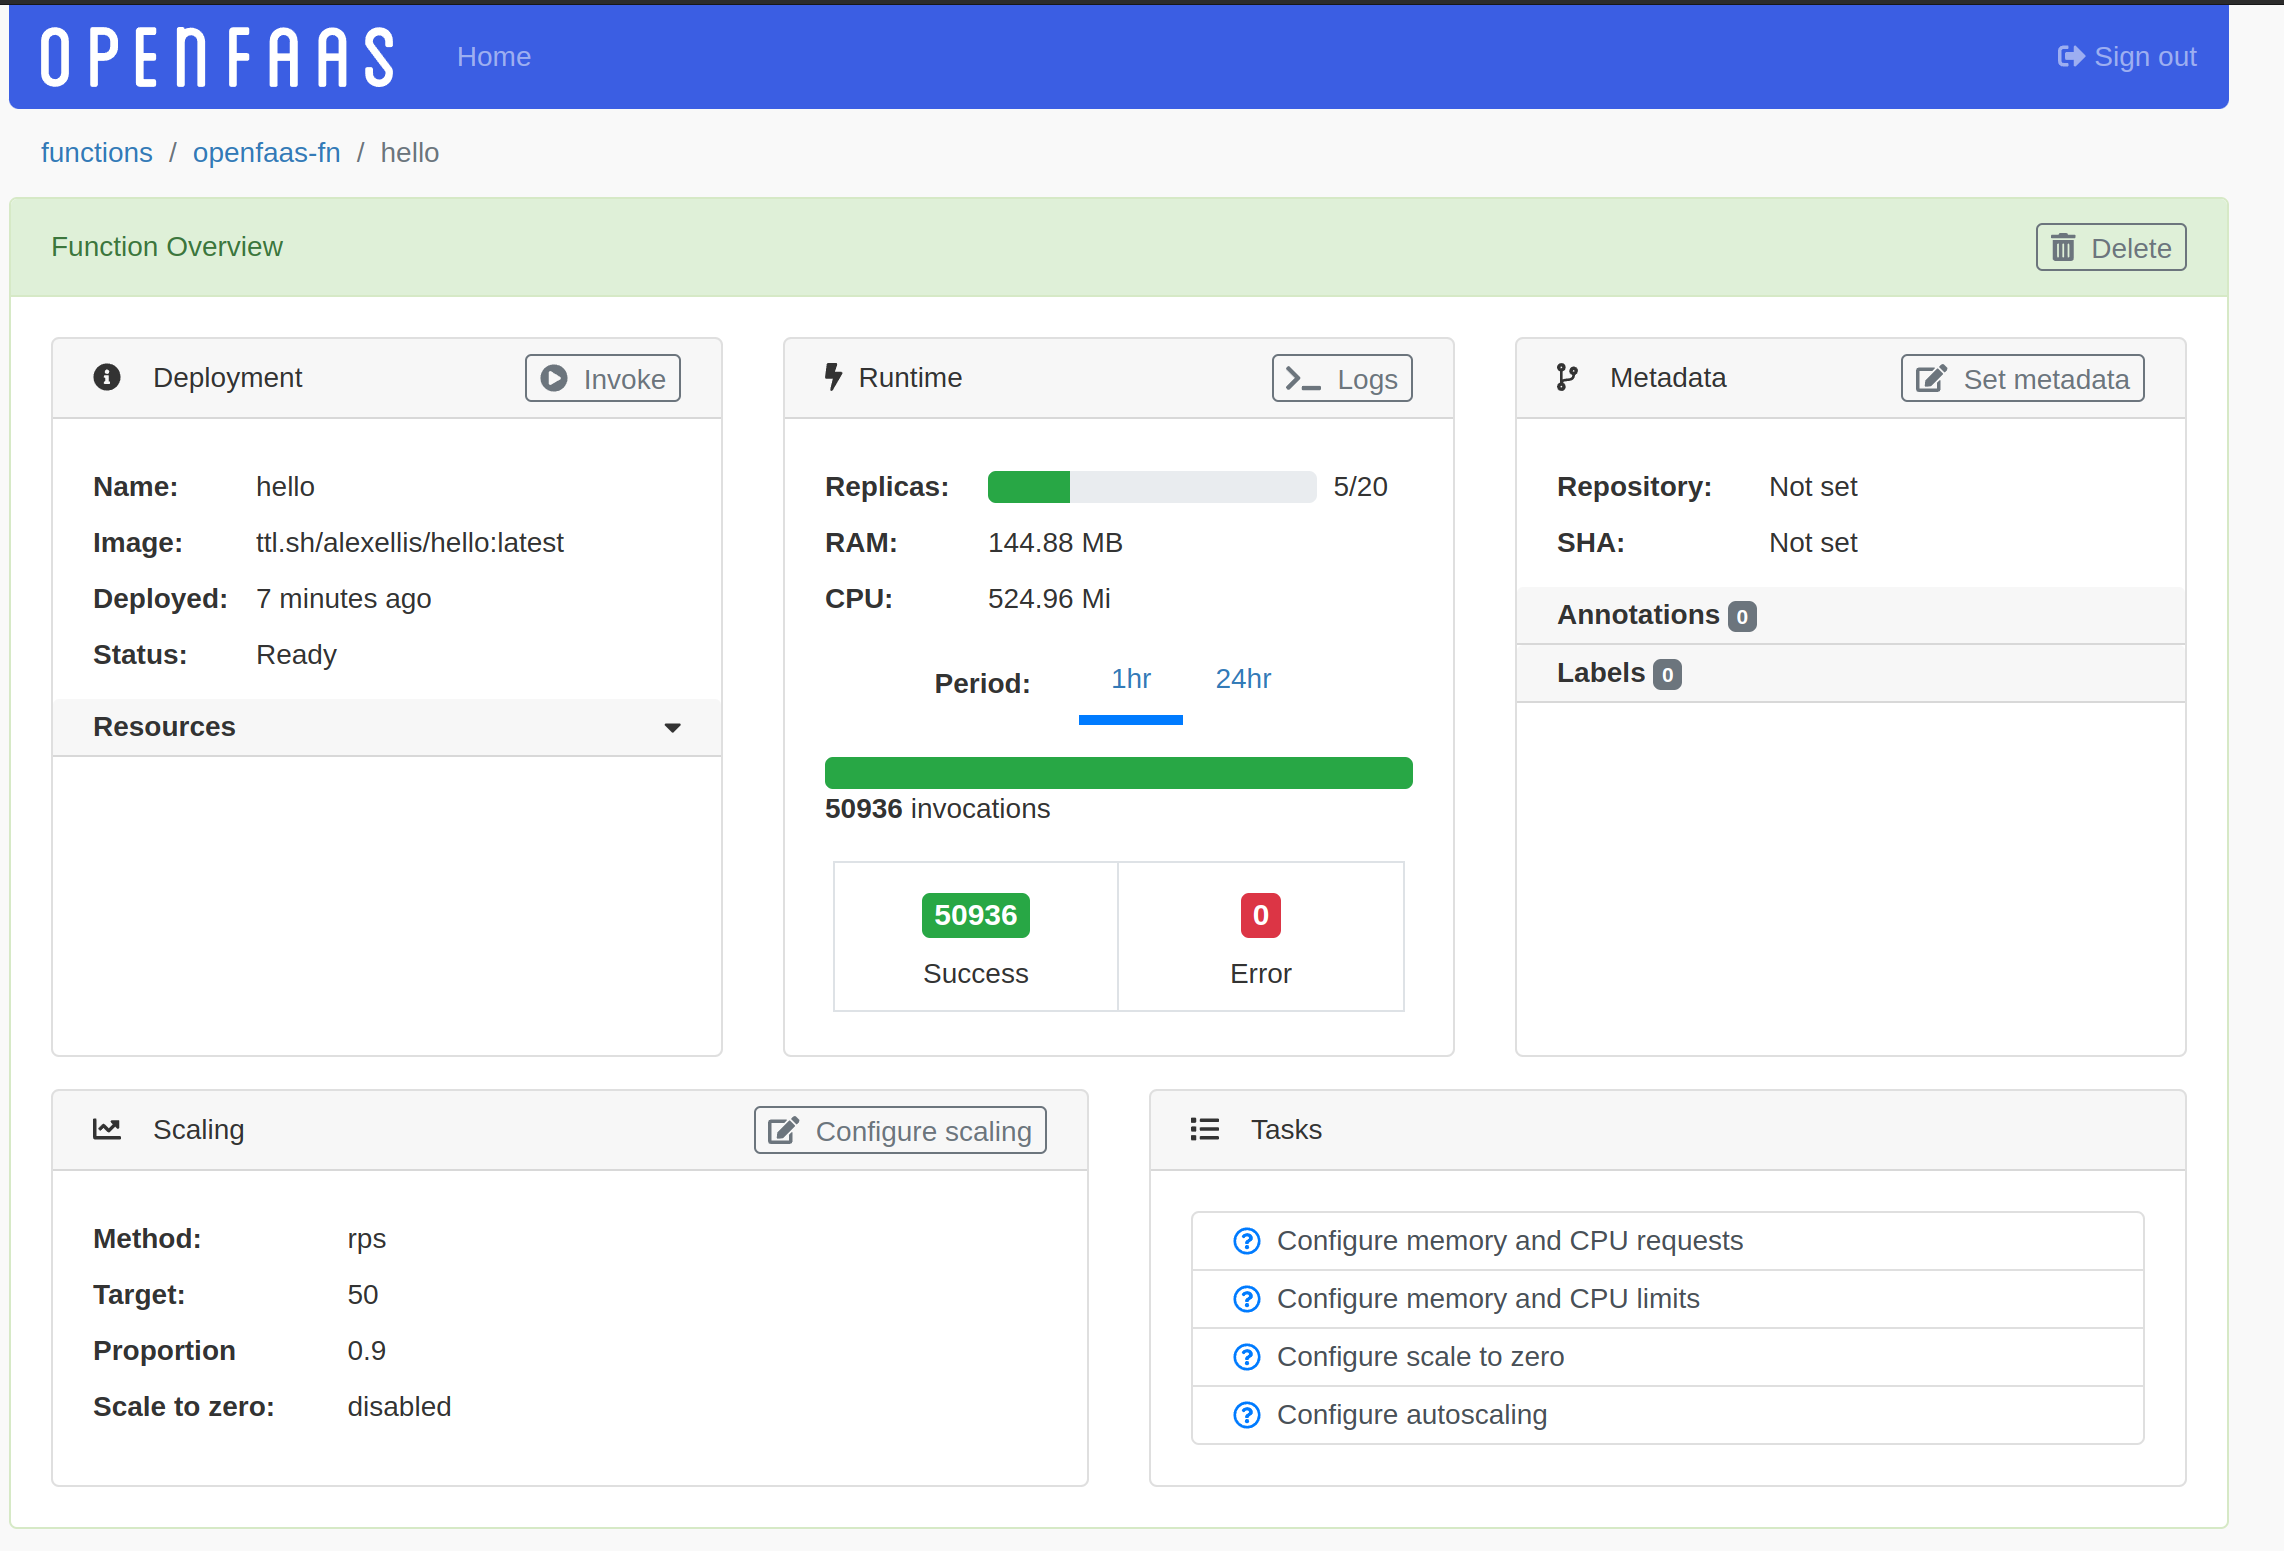 OPENFAAS Home Sign out
functions / openfaas-fn / hello
Function Overview Delete
Deployment Invoke
Name: hello
Image: ttl.sh/alexellis/hello:latest
Deployed: 7 minutes ago
Status: Ready
Resources
Runtime Logs
Replicas: 5/20
RAM: 144.88 MB
CPU: 524.96 Mi
Period: 1hr 24hr
50936 invocations
50936 0
Success Error
Metadata Set metadata
Repository: Not set
SHA: Not set
Annotations 0
Labels 0
Scaling Configure scaling
Method: rps
Target: 50
Proportion 0.9
Scale to zero: disabled
Tasks
Configure memory and CPU requests
Configure memory and CPU limits
Configure scale to zero
Configure autoscaling